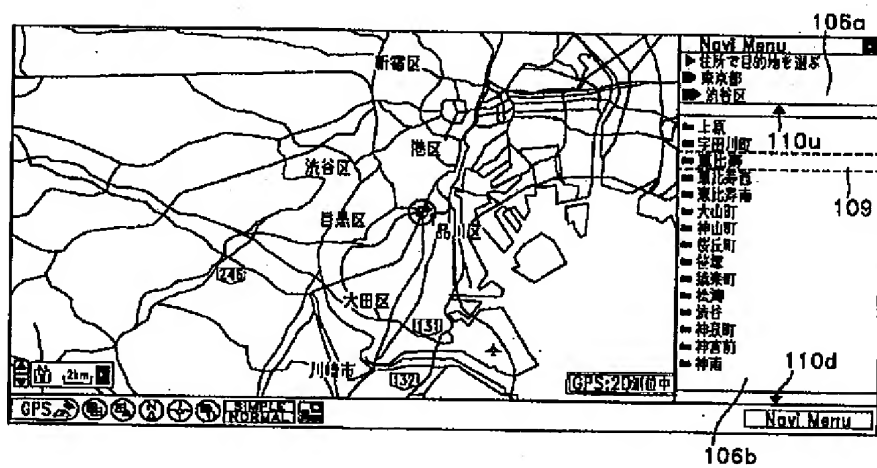 106a
Navi Menu
住所で目的地を選ぶ
東京都
渋谷区
110u
上原
宇田川町
恵比寿
109
恵比寿西
恵比寿南
大山町
神山町
桜丘町
笹塚
猿楽町
松濤
渋谷
神泉町
神宮前
神南
新宿区
港区
渋谷区
目黒区
品川区
246
大田区
131
川崎市
132
2km
GPS:2D測位中
110d
GPS
N
SIMPLE
NORMAL
Navi Menu
106b